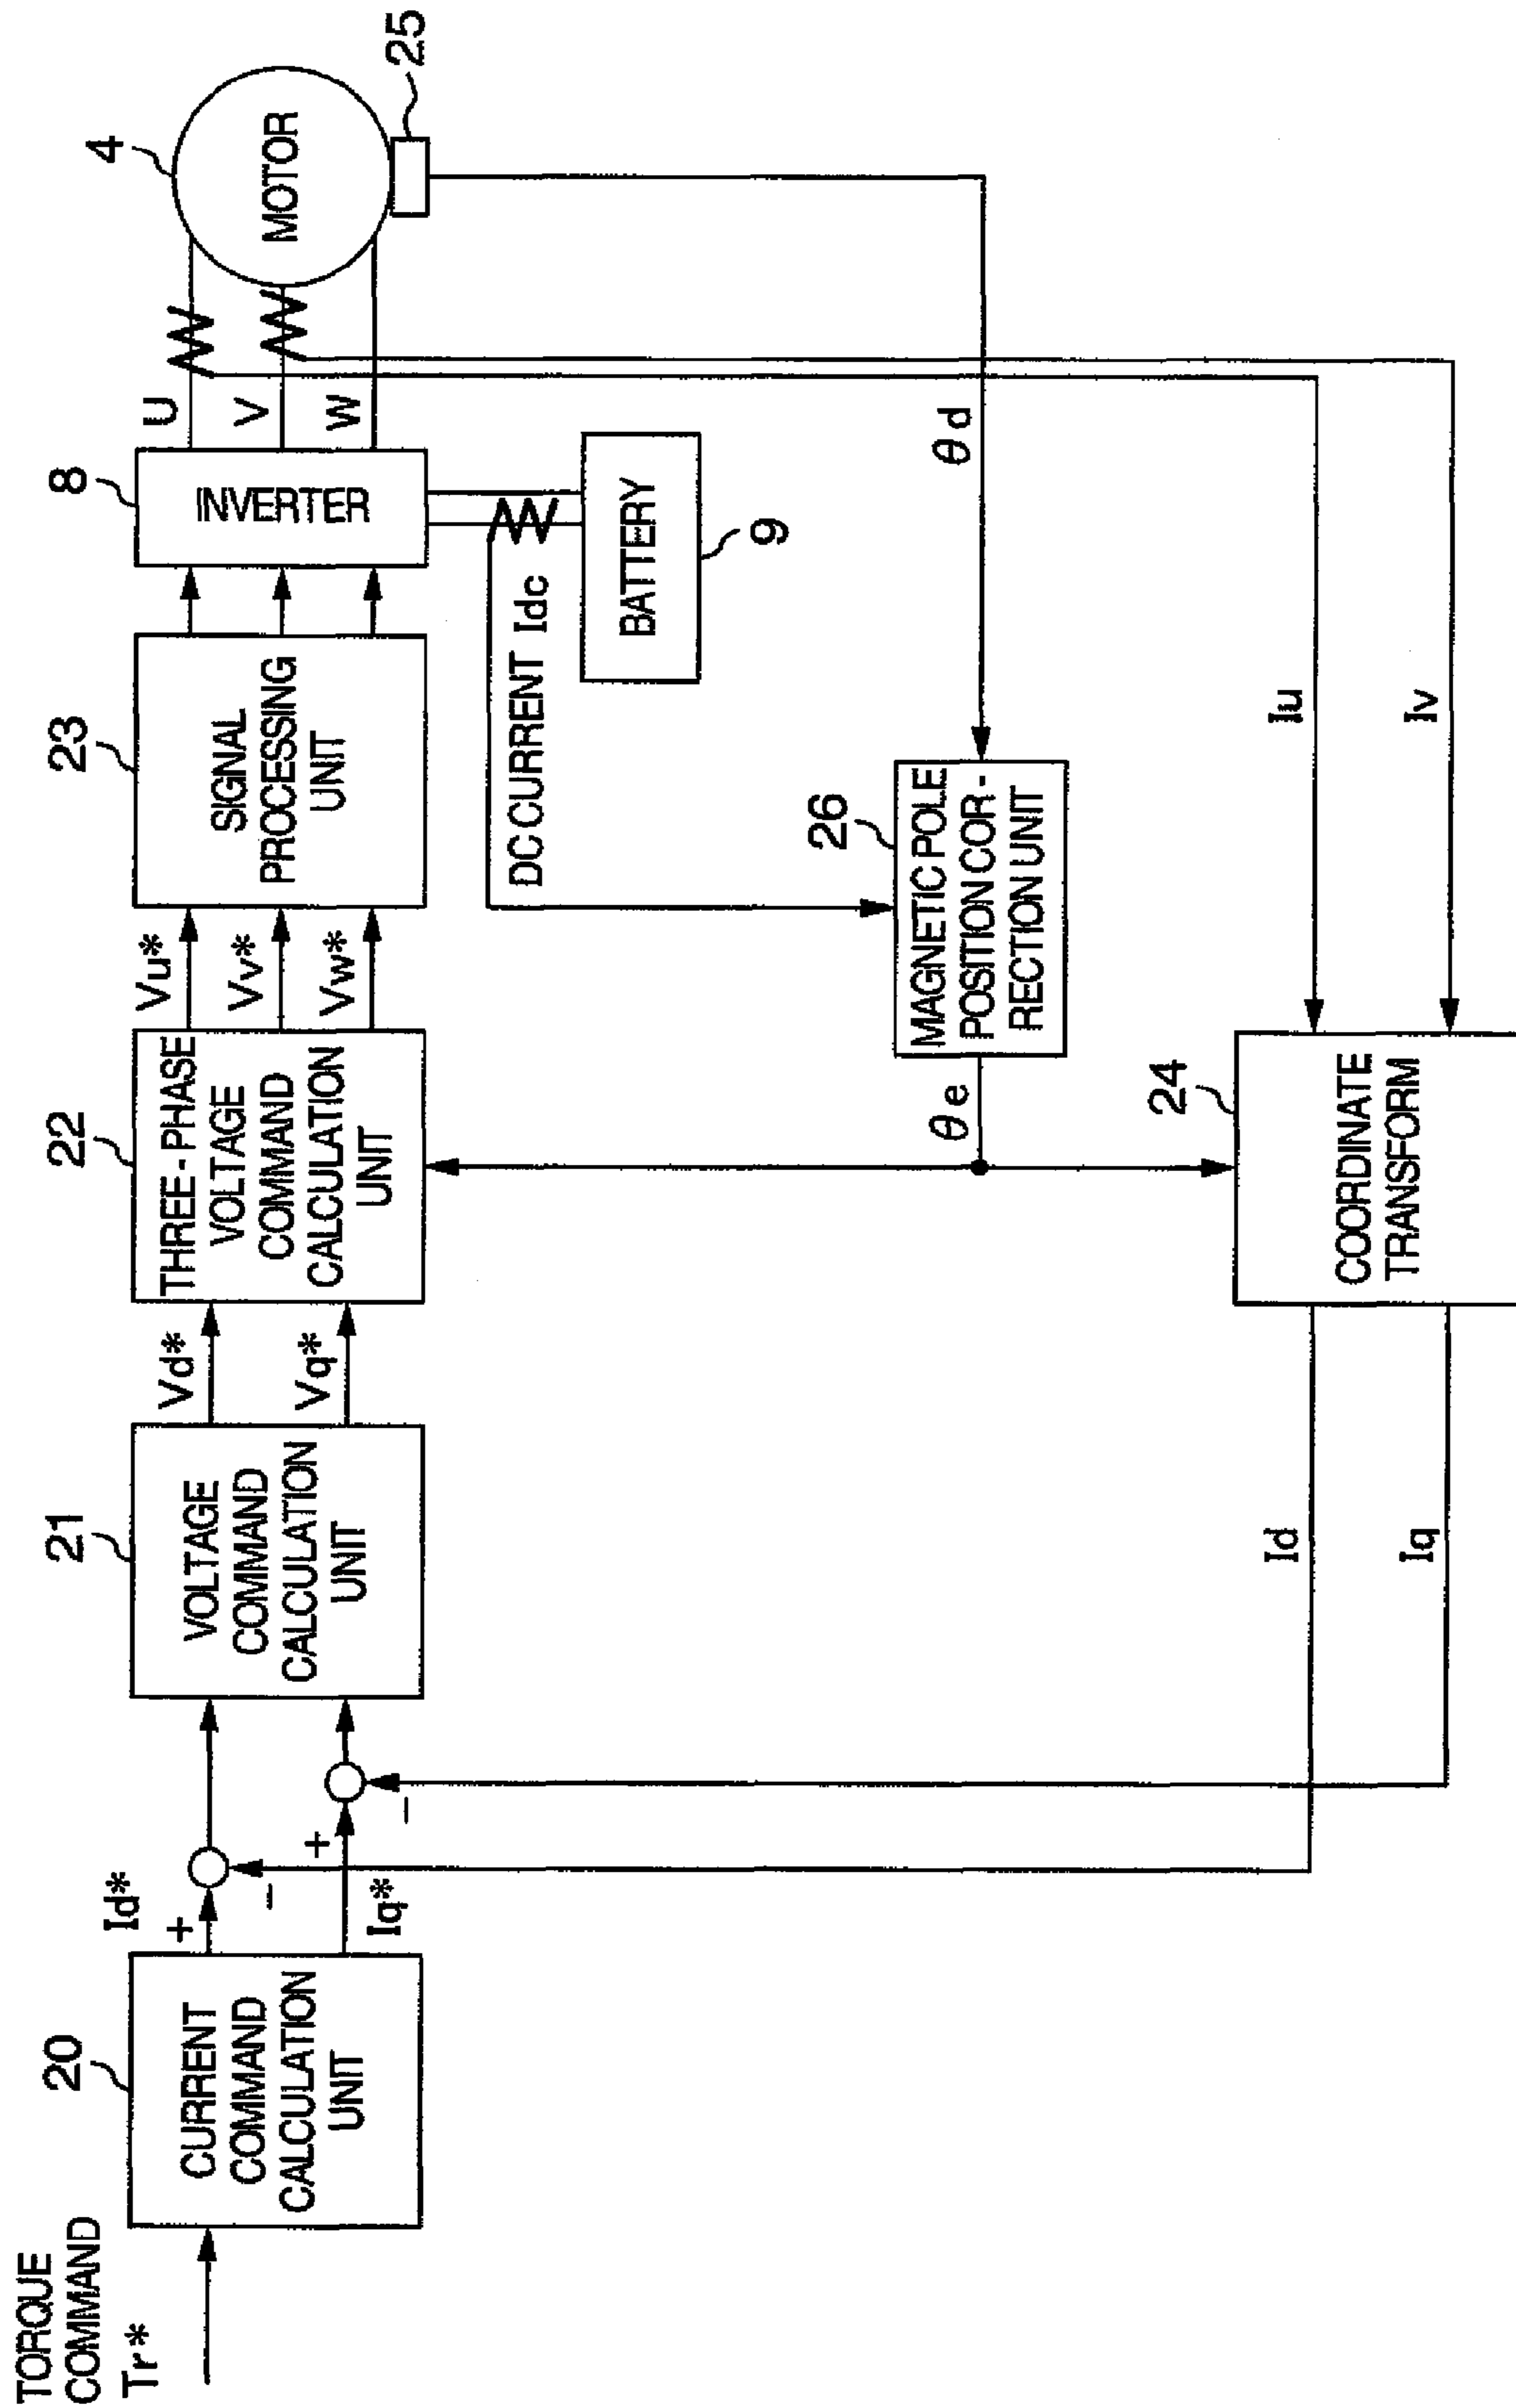 TORQUE
COMMAND
Tr*
20
CURRENT
COMMAND
CALCULATION
UNIT
Id*
+
−
Iq*
+
−
21
VOLTAGE
COMMAND
CALCULATION
UNIT
Vd*
Vq*
22
THREE-PHASE
VOLTAGE
COMMAND
CALCULATION
UNIT
Vu*
Vv*
Vw*
23
SIGNAL
PROCESSING
UNIT
8
INVERTER
U
V
W
4
MOTOR
25
DC CURRENT Idc
BATTERY
9
θd
26
MAGNETIC POLE
POSITION COR-
RECTION UNIT
θe
Iu
Iv
24
COORDINATE
TRANSFORM
Id
Iq